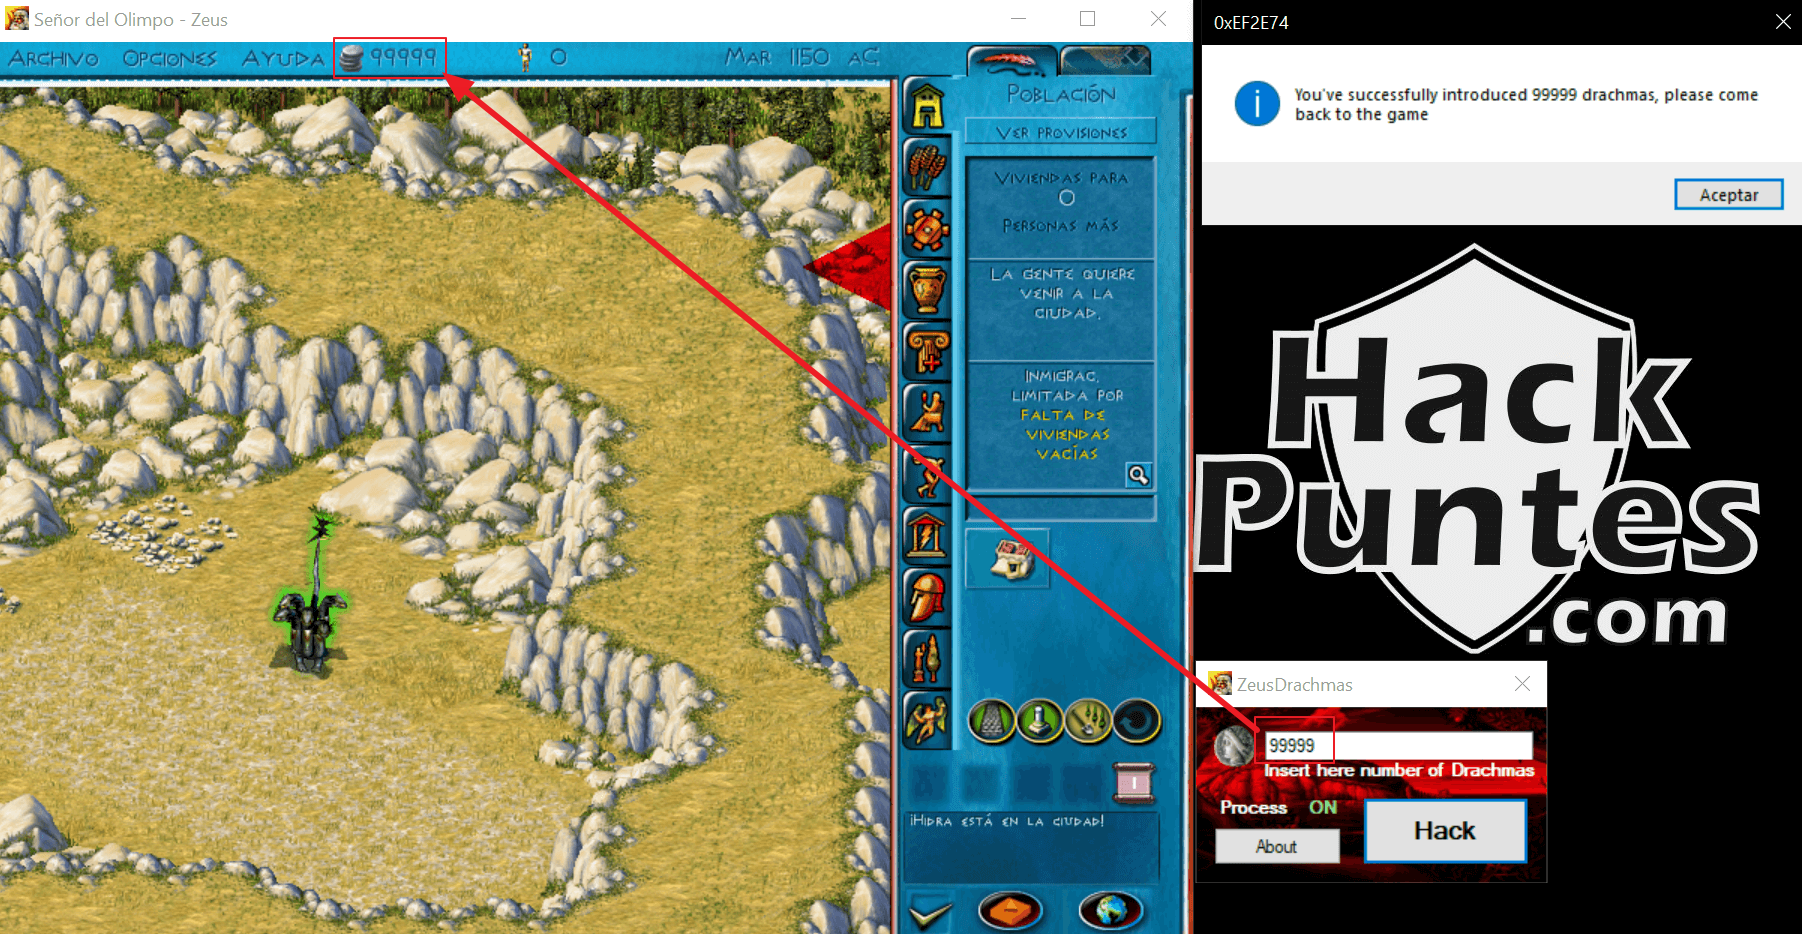 Señor del Olimpo - Zeus
Archivo Opciones Ayuda 99999 0 Mar 1150 aC
Población
Ver provisiones
Viviendas para
0
Personas más
La gente quiere
venir a la
ciudad.
Inmigrac.
limitada por
falta de
viviendas
vacías
1
¡Hidra está en la ciudad!
0xEF2E74
You've successfully introduced 99999 drachmas, please come
back to the game
Aceptar
Hack
Puntes
.com
ZeusDrachmas
99999
Insert here number of Drachmas
Process ON
About
Hack